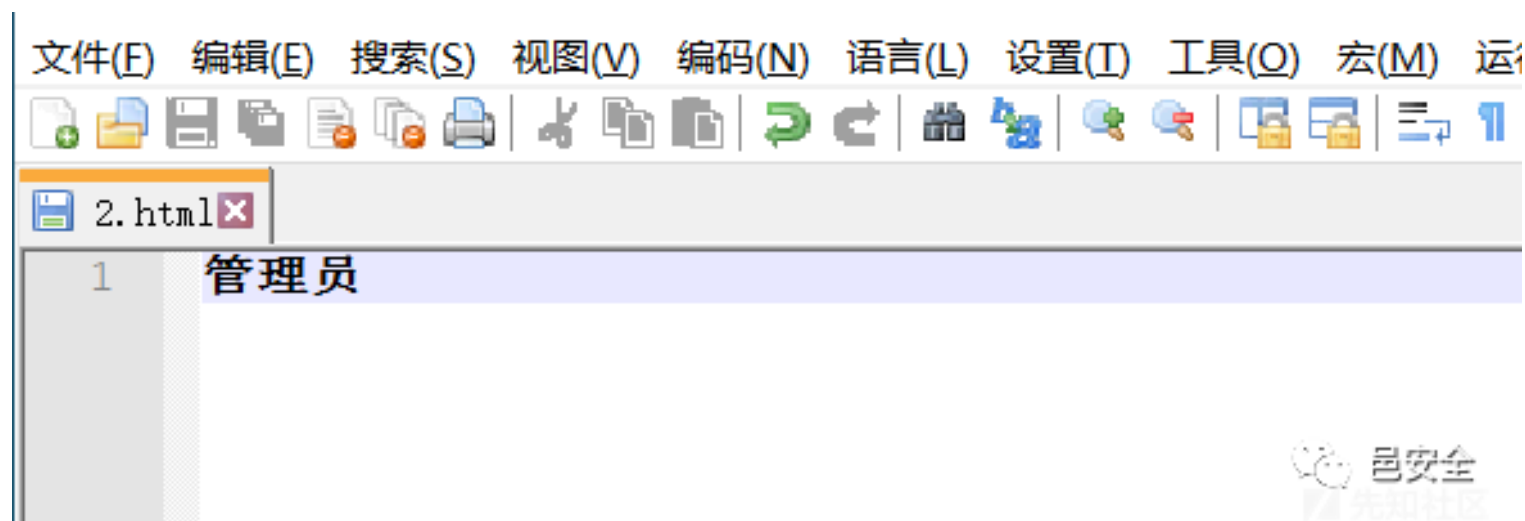 文件(F) 编辑(E) 搜索(S) 视图(V) 编码(N) 语言(L) 设置(T) 工具(O) 宏(M) 运
2.html
1 管理员
邑安全
先知社区